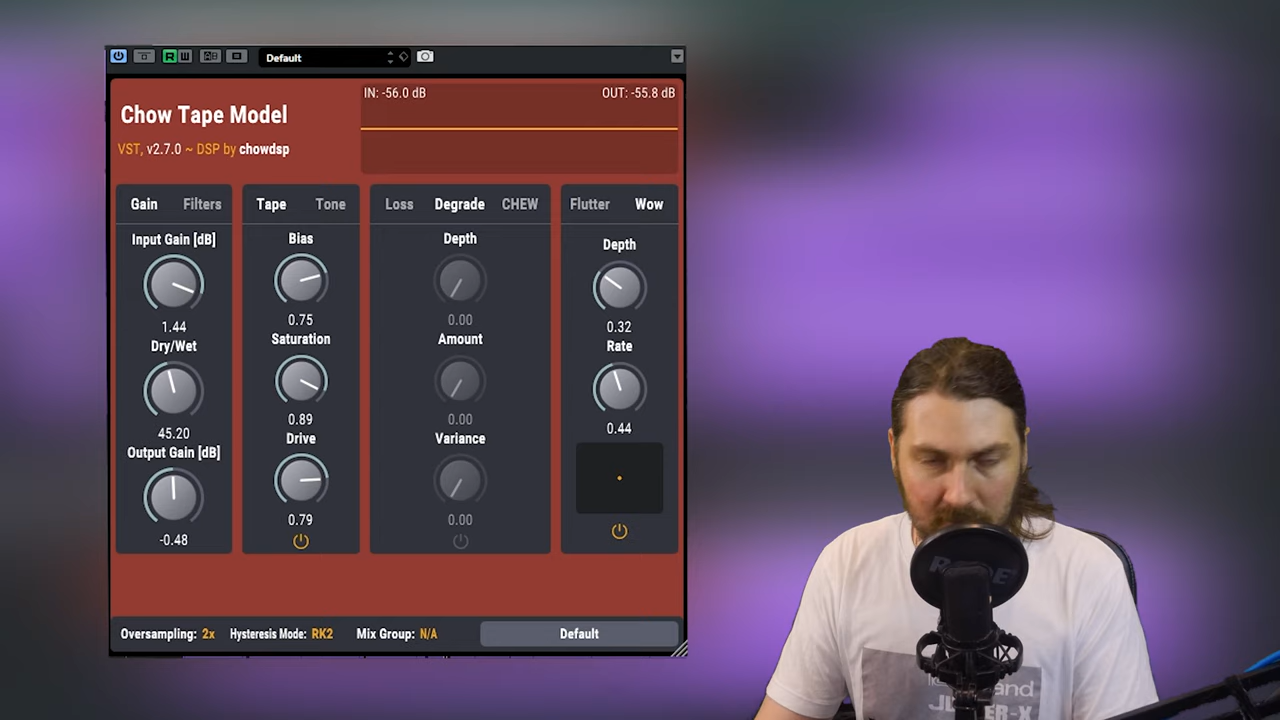 Default
IN: -56.0 dB OUT: -55.8 dB
Chow Tape Model
VST, v2.7.0 ~ DSP by chowdsp
Gain Filters Tape Tone Loss Degrade CHEW Flutter Wow
Input Gain [dB] Bias Depth Depth
1.44 0.75 0.00 0.32
Dry/Wet Saturation Amount Rate
45.20 0.89 0.00 0.44
Output Gain [dB] Drive Variance
-0.48 0.79 0.00
Oversampling: 2x Hysteresis Mode: RK2 Mix Group: N/A Default